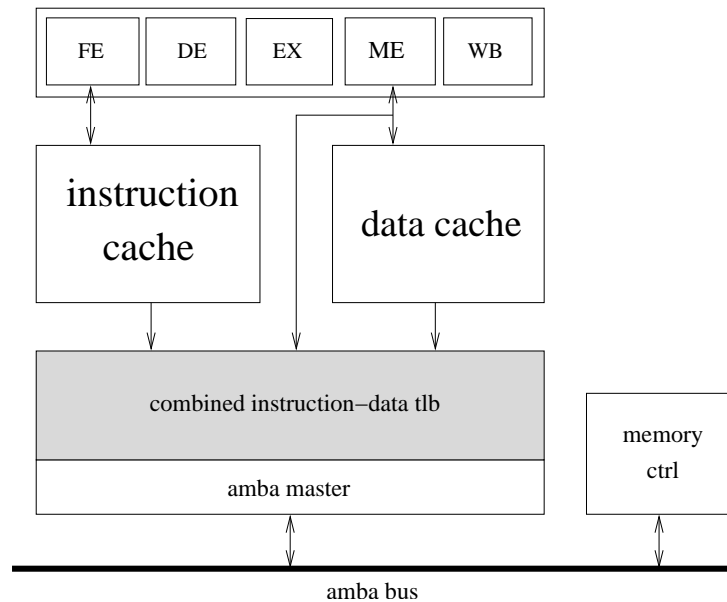 FE
DE
EX
ME
WB
instruction
cache
data cache
combined instruction−data tlb
amba master
memory
ctrl
amba bus